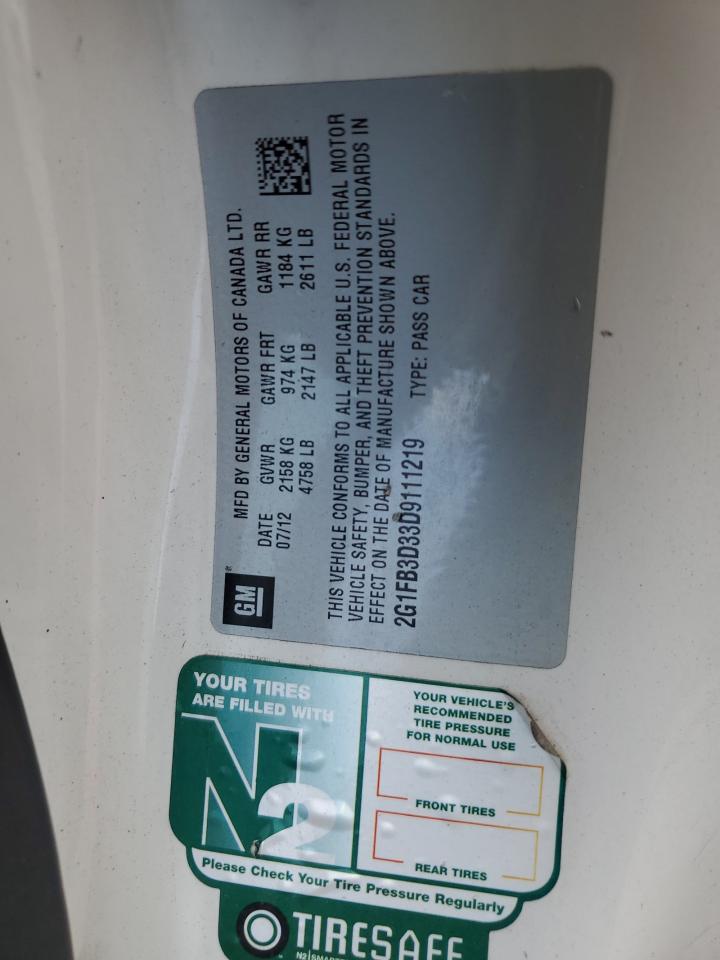 MFD BY GENERAL MOTORS OF CANADA LTD.
DATE GVWR GAWR FRT GAWR RR
07/12 2158 KG 974 KG 1184 KG
4758 LB 2147 LB 2611 LB
GM
THIS VEHICLE CONFORMS TO ALL APPLICABLE U.S. FEDERAL MOTOR
VEHICLE SAFETY, BUMPER, AND THEFT PREVENTION STANDARDS IN
EFFECT ON THE DATE OF MANUFACTURE SHOWN ABOVE.
2G1FB3D33D9111219 TYPE: PASS CAR
YOUR TIRES
ARE FILLED WITH
N2
YOUR VEHICLE'S
RECOMMENDED
TIRE PRESSURE
FOR NORMAL USE
FRONT TIRES
REAR TIRES
Please Check Your Tire Pressure Regularly
TIRESAFE